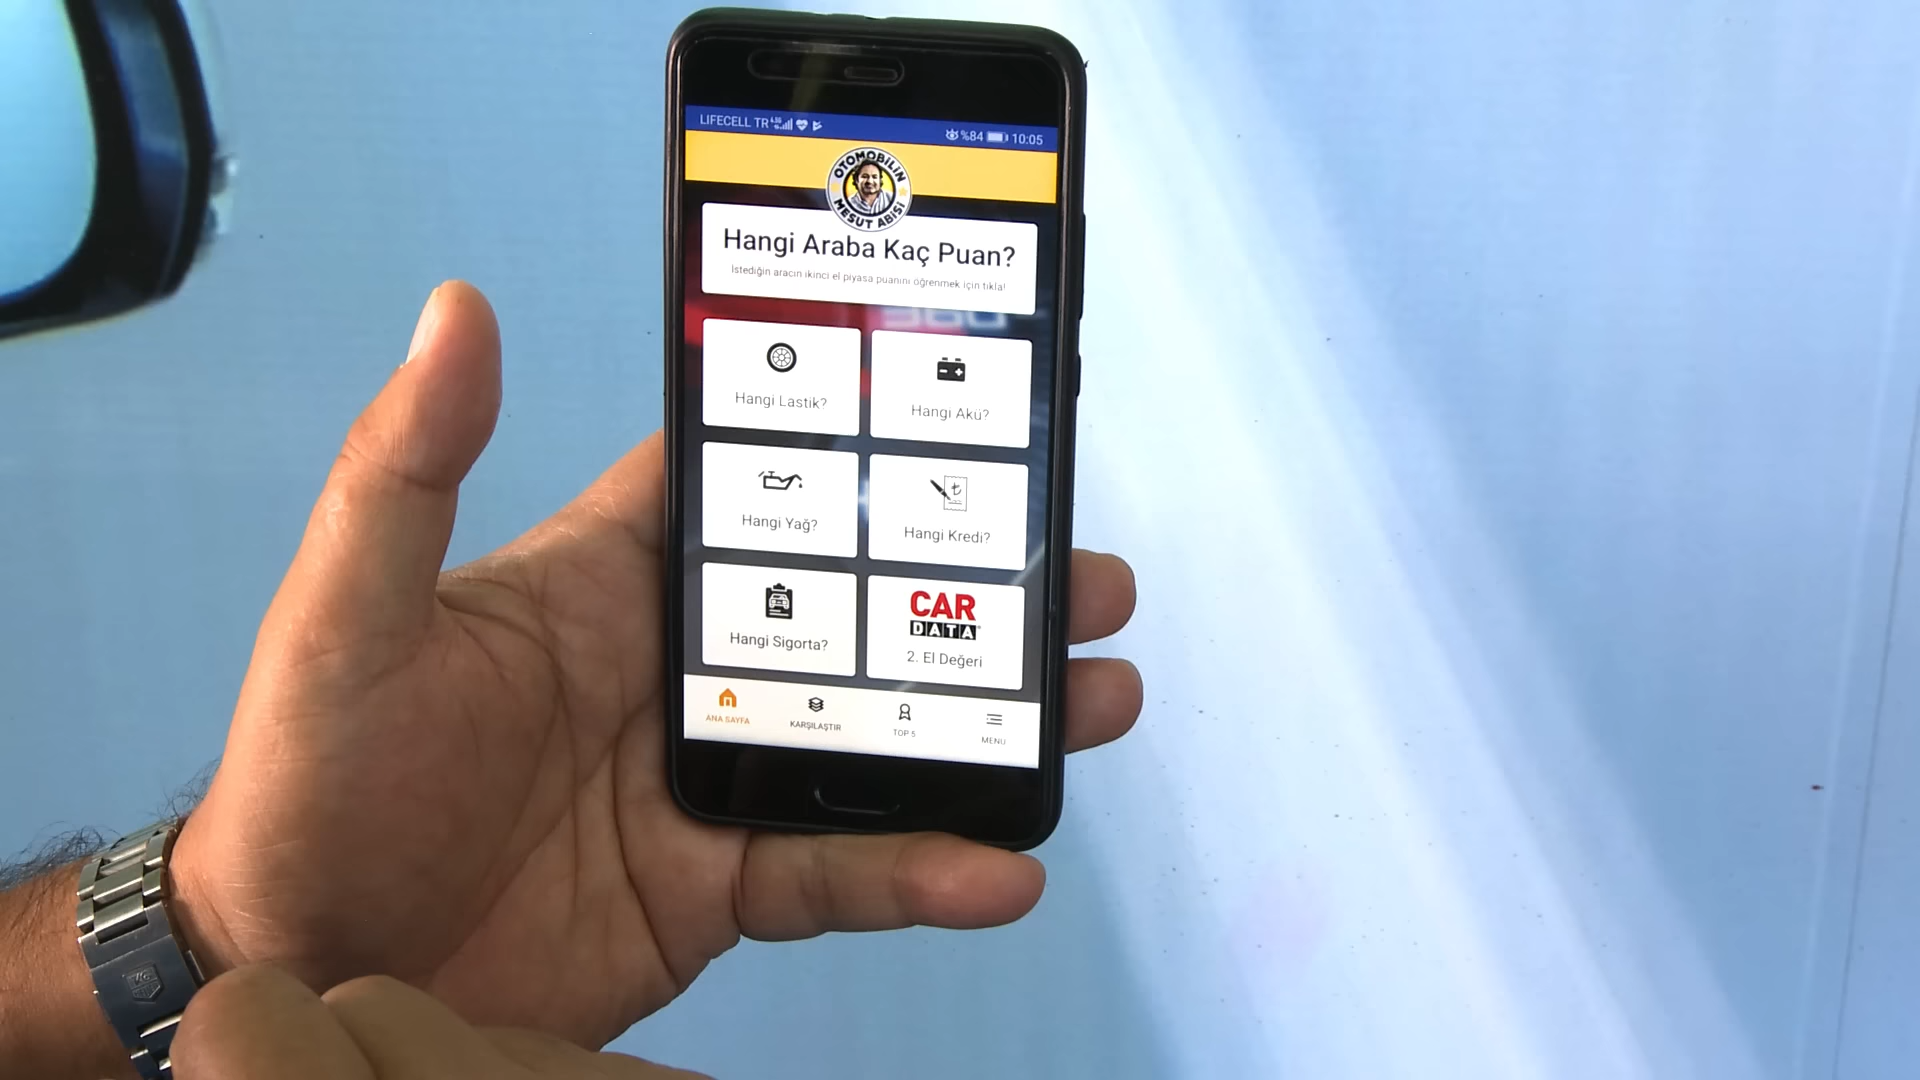 LIFECELL TR
%84 10:05
OTOMOBİLİN
MESUT ABİSİ
Hangi Araba Kaç Puan?
İstediğin aracın ikinci el piyasa puanını öğrenmek için tıkla!
Hangi Lastik?
Hangi Akü?
Hangi Yağ?
Hangi Kredi?
Hangi Sigorta?
CAR
DATA
2. El Değeri
ANA SAYFA
KARŞILAŞTIR
TOP 5
MENU